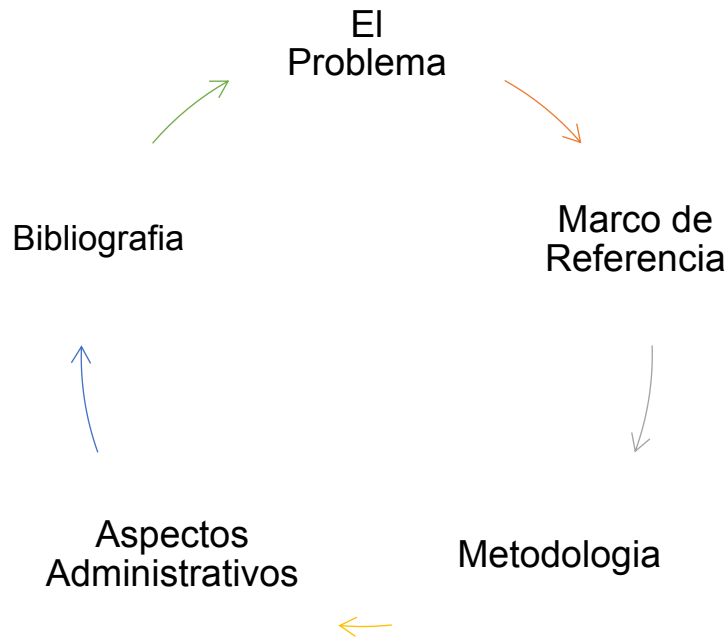 El
Problema
Marco de
Referencia
Metodologia
Aspectos
Administrativos
Bibliografia